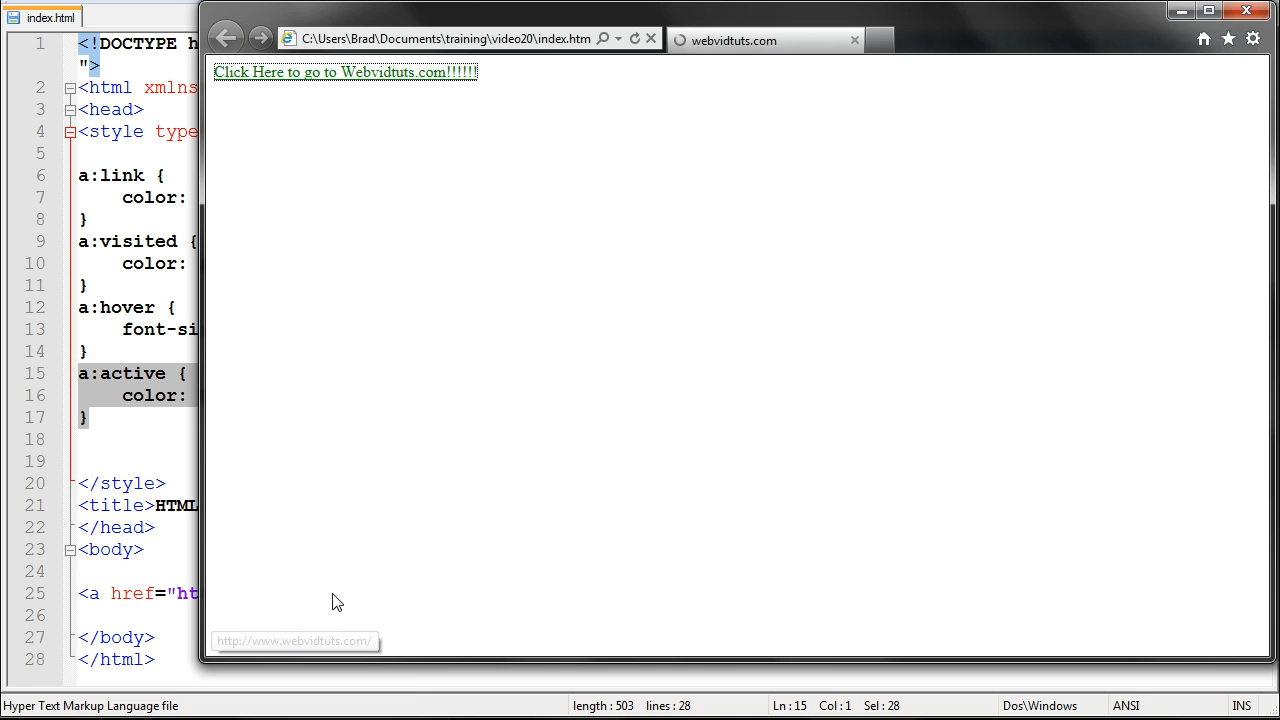 index.html
C:\Users\Brad\Documents\training\video20\index.htm
webvidtuts.com
Click Here to go to Webvidtuts.com!!!!!!
1 <!DOCTYPE h
">
2 <html xmlns
3 <head>
4 <style type
5
6 a:link {
7 color:
8 }
9 a:visited {
10 color:
11 }
12 a:hover {
13 font-si
14 }
15 a:active {
16 color:
17 }
18
19
20 </style>
21 <title>HTML
22 </head>
23 <body>
24
25 <a href="ht
26
27 </body>
28 </html>
http://www.webvidtuts.com/
Hyper Text Markup Language file length : 503 lines : 28 Ln : 15 Col : 1 Sel : 28 Dos\Windows ANSI INS